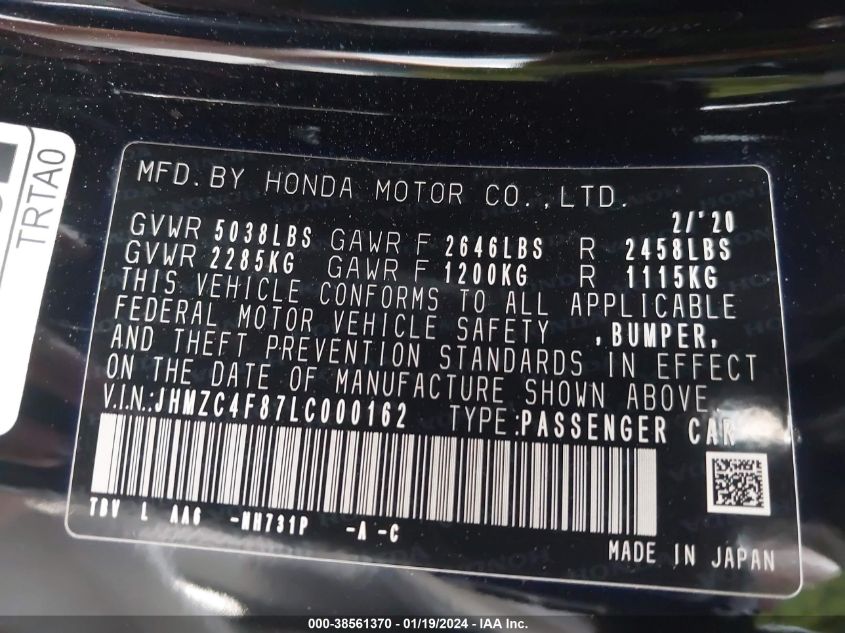 TRTA0
MFD. BY HONDA MOTOR CO., LTD.
2/'20
GVWR 5038LBS GAWR F 2646LBS R 2458LBS
GVWR 2285KG GAWR F 1200KG R 1115KG
THIS VEHICLE CONFORMS TO ALL APPLICABLE
FEDERAL MOTOR VEHICLE SAFETY , BUMPER,
AND THEFT PREVENTION STANDARDS IN EFFECT
ON THE DATE OF MANUFACTURE SHOWN ABOVE.
V.I.N.:JHMZC4F87LC000162 TYPE:PASSENGER CAR
TBV L AA6 -NH731P -A -C
MADE IN JAPAN
000-38561370 - 01/19/2024 - IAA Inc.